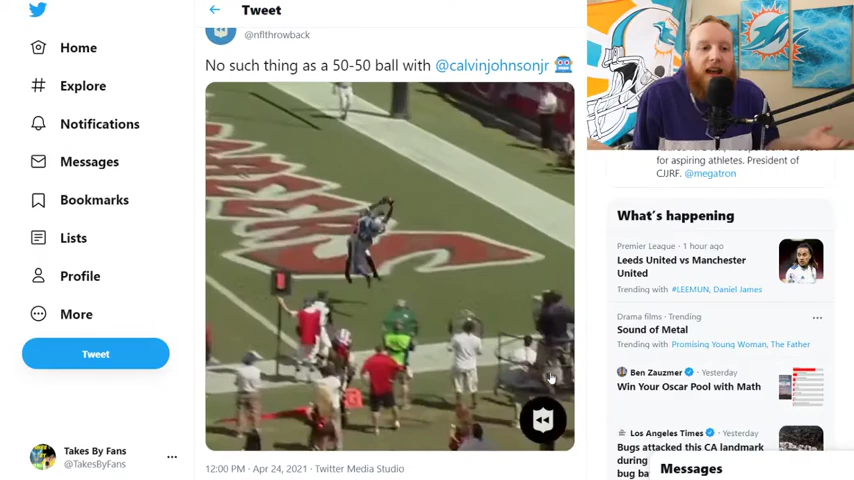 Tweet
@nflthrowback
No such thing as a 50-50 ball with @calvinjohnsonjr
Home
Explore
Notifications
Messages
Bookmarks
Lists
Profile
More
Tweet
Takes By Fans
@TakesByFans
12:00 PM · Apr 24, 2021 · Twitter Media Studio
for aspiring athletes. President of
CJJRF. @megatron
What's happening
Premier League · 1 hour ago
Leeds United vs Manchester
United
Trending with #LEEMUN, Daniel James
Drama films · Trending
Sound of Metal
Trending with Promising Young Woman, The Father
Ben Zauzmer · Yesterday
Win Your Oscar Pool with Math
Los Angeles Times · Yesterday
Bugs attacked this CA landmark
during
bug ba
Messages